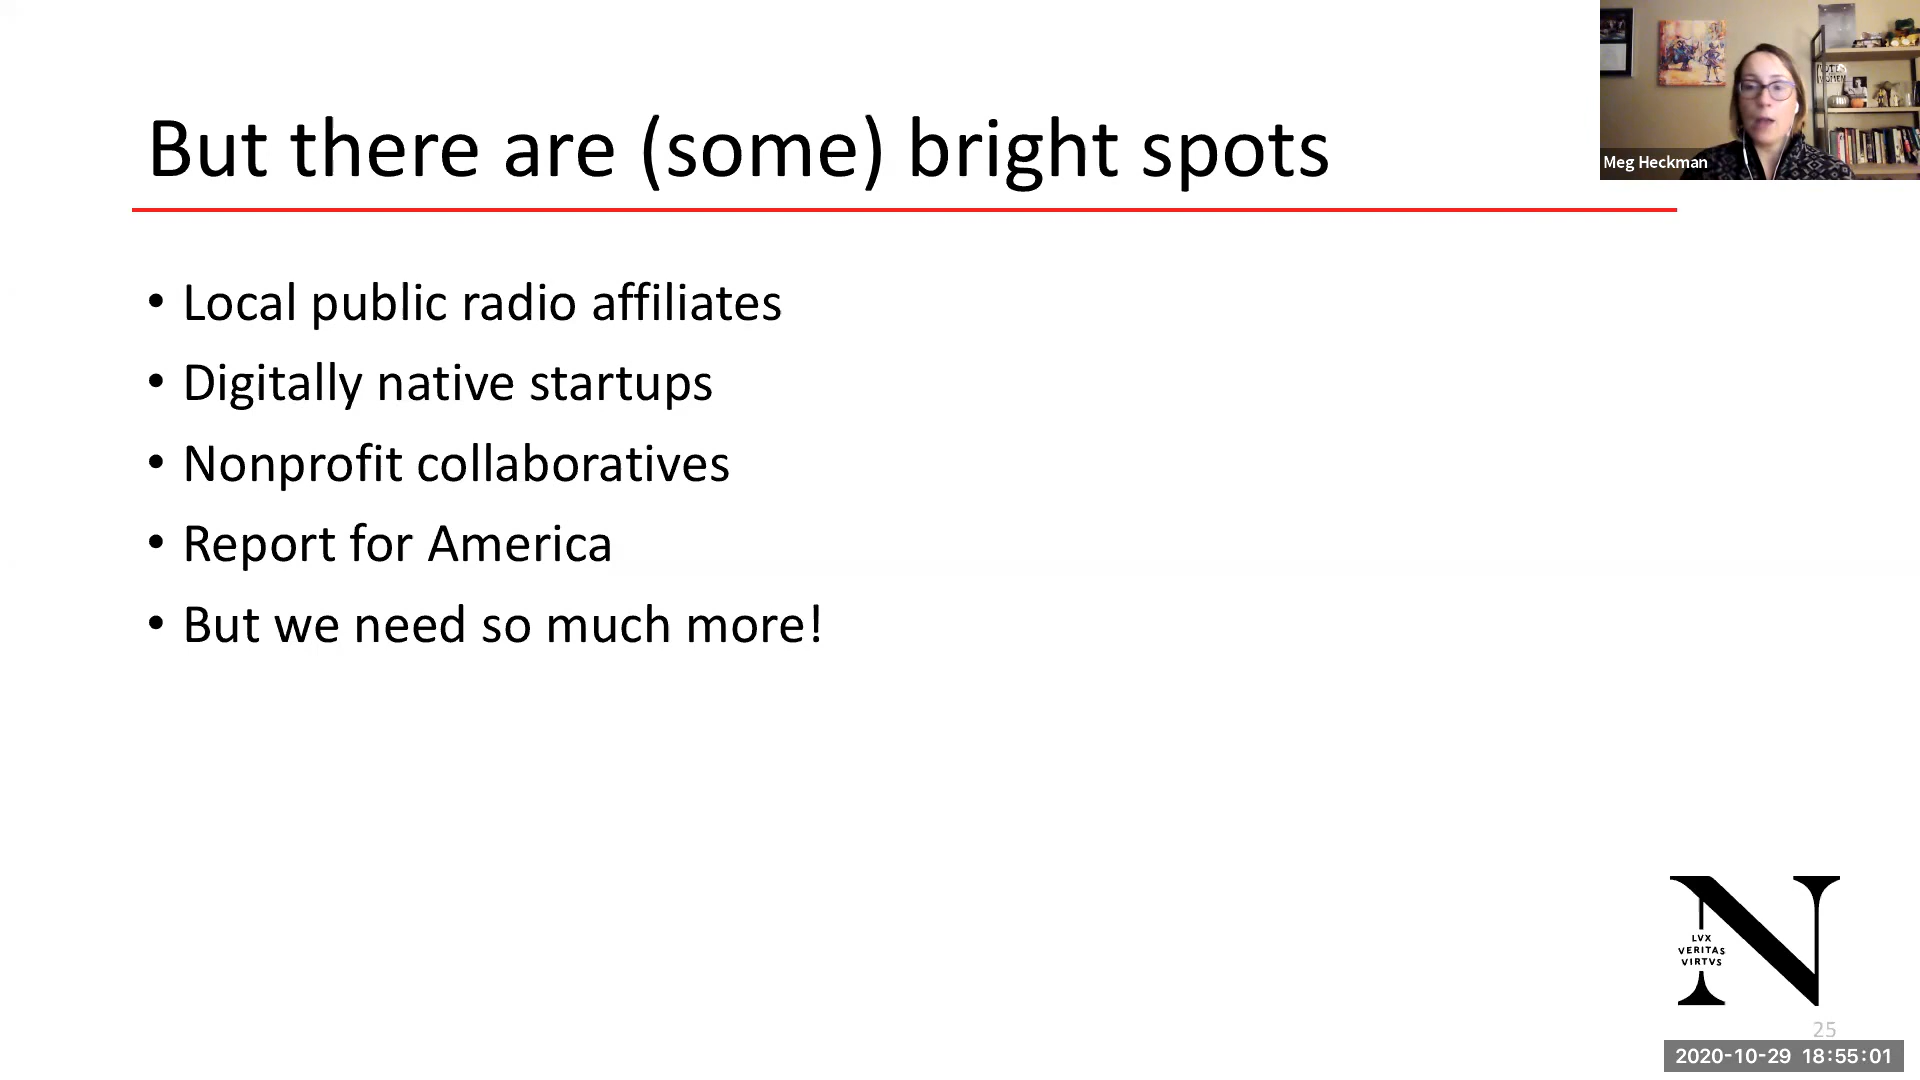 But there are (some) bright spots
Meg Heckman
• Local public radio affiliates
• Digitally native startups
• Nonprofit collaboratives
• Report for America
• But we need so much more!
LVX
VERITAS
VIRTVS
25
2020-10-29 18:55:01